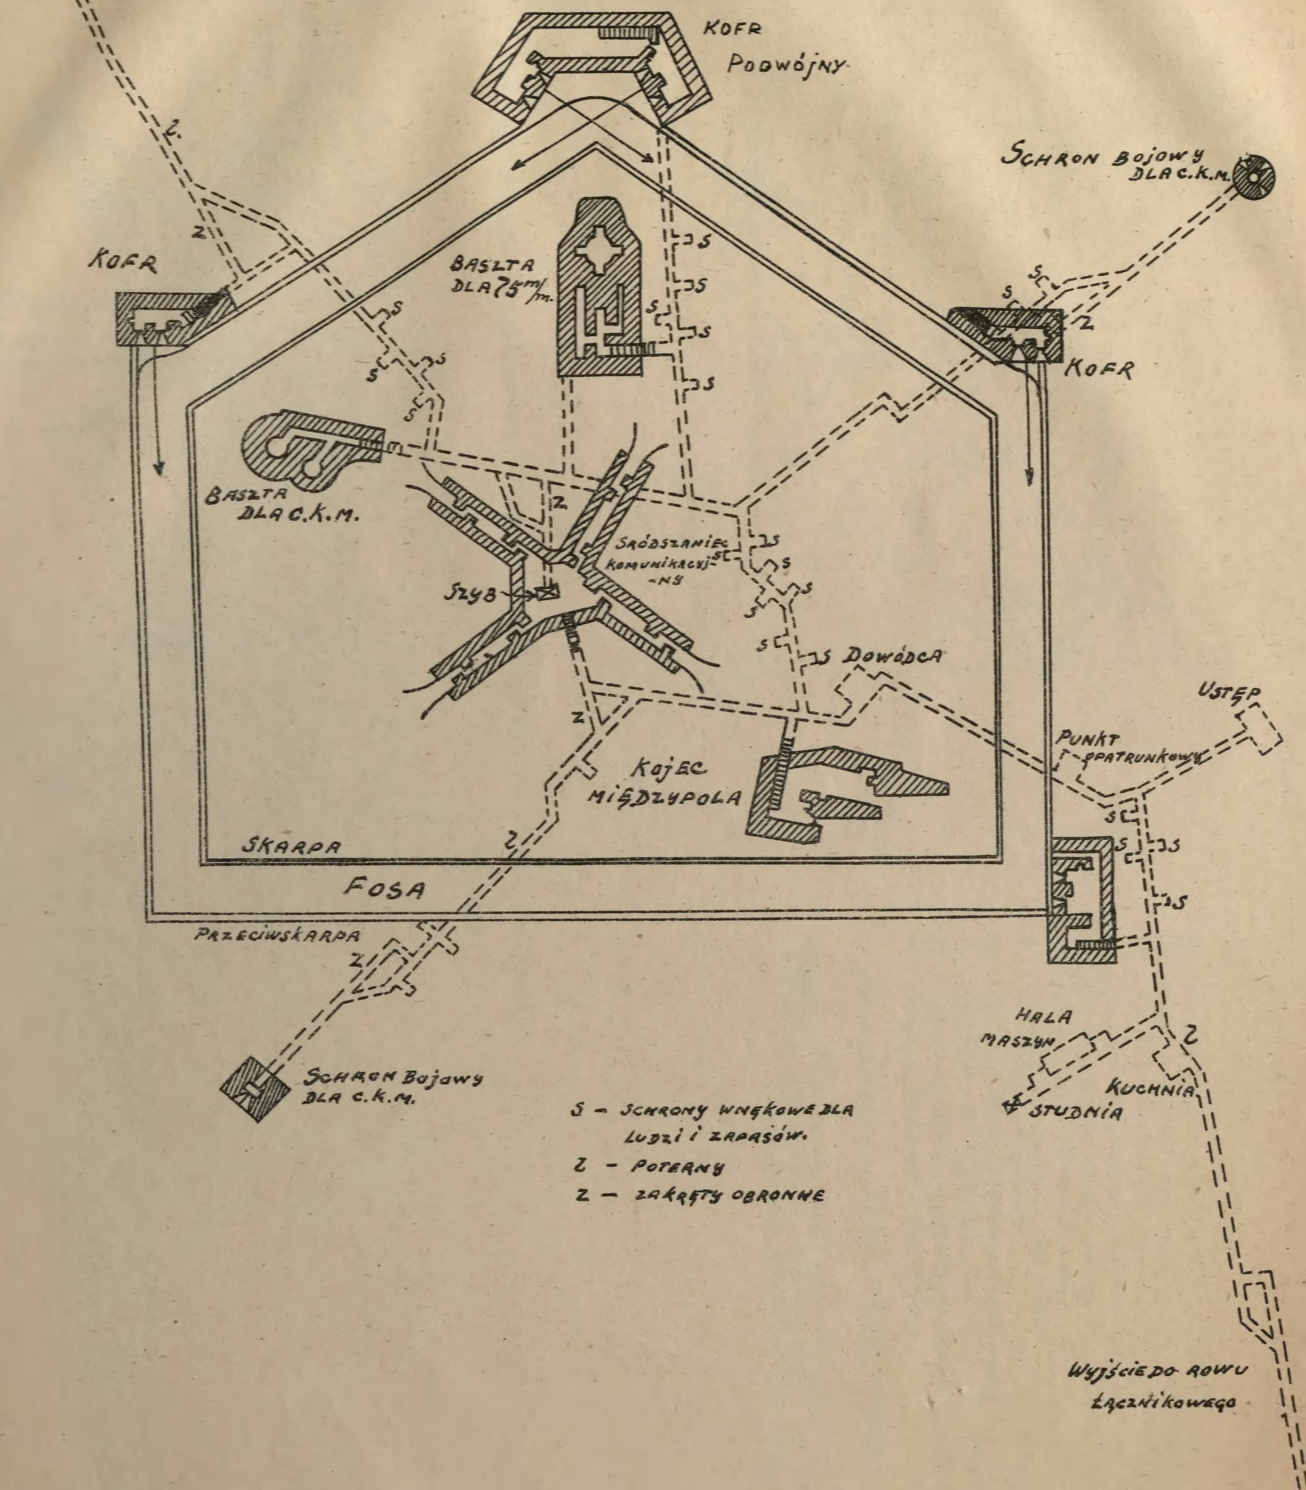 KOFR
PODWÓJNY
Z
SCHRON BOJOWY
DLA C.K.M.
Z
KOFR
BASZTA
DLA 75 m/m.
S
S
S
S
S
S
S
Z
KOFR
S
S
S
S
S
BASZTA
DLA C.K.M.
Z
ŚRÓDSZANIEC
KOMUNIKACYJ-
-NY
S
S
S
S
S
SZYB
S
S
DOWÓDCA
USTĘP
Z
PUNKT
OPATRUNKOWY
KOJEC
MIĘDZYPOLA
S
Z
SKARPA
S
S
FOSA
S
PRZECIWSKARPA
Z
HALA
MASZYN
Z
SCHRON BOJOWY
DLA C.K.M.
KUCHNIA
STUDNIA
S – SCHRONY WNĘKOWE DLA
LUDZI I ZAPASÓW.
Z – POTERNY
Z – ZAKRĘTY OBRONNE
WYJŚCIE DO ROWU
ŁĄCZNIKOWEGO